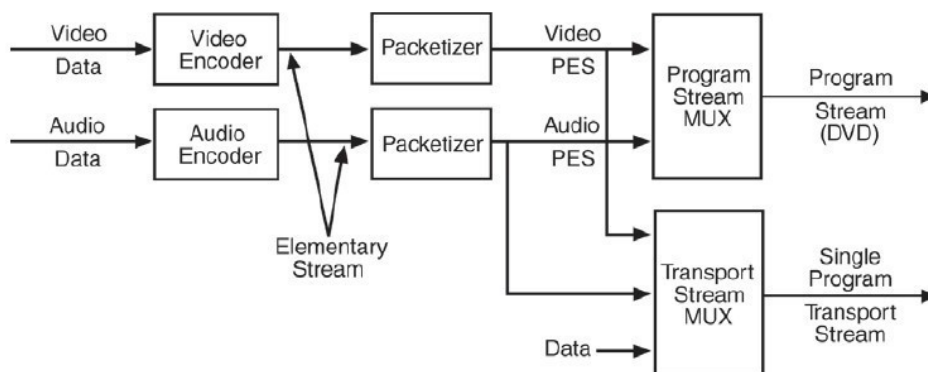 Video
Data
Video
Encoder
Packetizer
Video
PES
Program
Stream
MUX
Program
Stream
(DVD)
Audio
Data
Audio
Encoder
Packetizer
Audio
PES
Elementary
Stream
Transport
Stream
MUX
Single
Program
Transport
Stream
Data